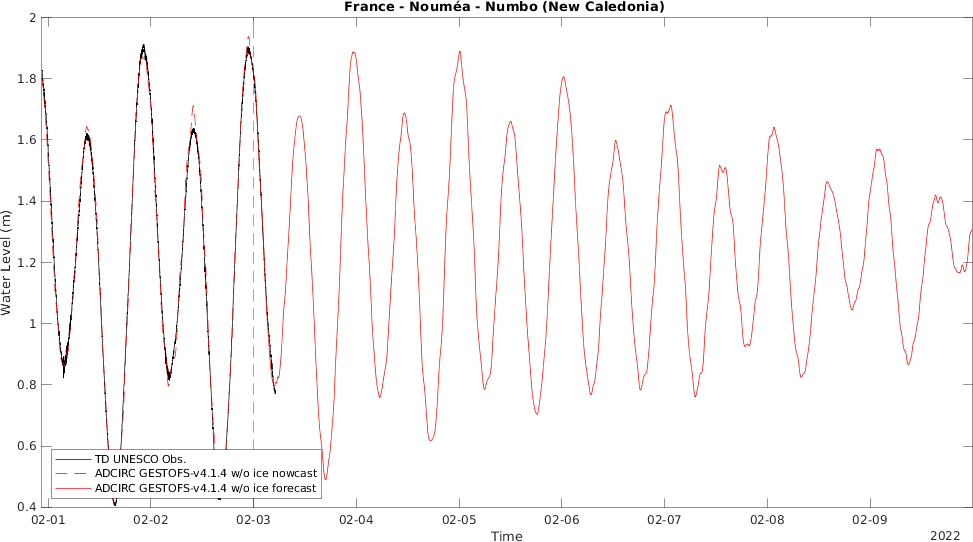 France - Nouméa - Numbo (New Caledonia)
2
1.8
1.6
1.4
1.2
1
0.8
0.6
0.4
Water Level (m)
TD UNESCO Obs.
ADCIRC GESTOFS-v4.1.4 w/o ice nowcast
ADCIRC GESTOFS-v4.1.4 w/o ice forecast
02-01 02-02 02-03 02-04 02-05 02-06 02-07 02-08 02-09
Time
2022